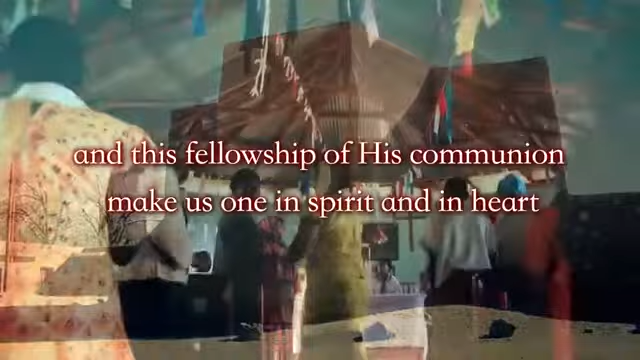 and this fellowship of His communion
make us one in spirit and in heart